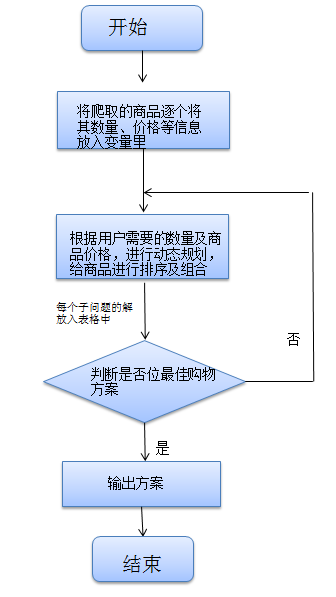 开始
将爬取的商品逐个将
其数量、价格等信息
放入变量里
根据用户需要的数量及商
品价格，进行动态规划，
给商品进行排序及组合
每个子问题的解
放入表格中
否
判断是否位最佳购物
方案
是
输出方案
结束